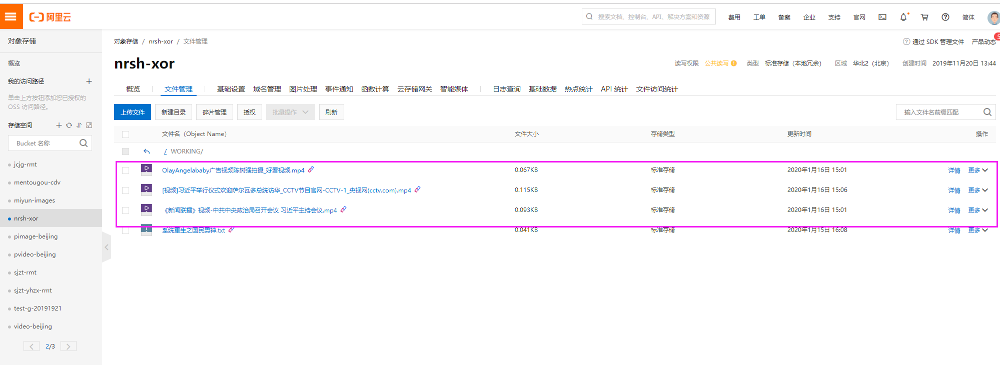 阿里云
搜索文档、控制台、API、解决方案和资源
费用 工单 备案 企业 支持 官网 简体
对象存储
对象存储 / nrsh-xor / 文件管理
通过 SDK 管理文件 产品动态 5
概览
nrsh-xor
读写权限 公共读写 类型 标准存储（本地冗余） 区域 华北2（北京） 创建时间 2019年11月20日 13:44
我的访问路径
单击上方按钮添加您已授权的
OSS 访问路径。
概览 文件管理 基础设置 域名管理 图片处理 事件通知 函数计算 云存储网关 智能媒体 日志查询 基础数据 热点统计 API 统计 文件访问统计
上传文件 新建目录 碎片管理 授权 批量操作 刷新
输入文件名前缀匹配
存储空间
Bucket 名称
文件名（Object Name） 文件大小 存储类型 更新时间 操作
/ WORKING/
OlayAngelababy广告视频陈树强拍摄_好看视频.mp4 0.067KB 标准存储 2020年1月16日 15:01 详情 更多
[视频]习近平举行仪式欢迎萨尔瓦多总统访华_CCTV节目官网-CCTV-1_央视网(cctv.com).mp4 0.115KB 标准存储 2020年1月16日 15:06 详情 更多
《新闻联播》视频-中共中央政治局召开会议 习近平主持会议.mp4 0.093KB 标准存储 2020年1月16日 15:01 详情 更多
系统重生之国民男神.txt 0.041KB 标准存储 2020年1月15日 16:08 详情 更多
jcjg-rmt
mentougou-cdv
miyun-images
nrsh-xor
pimage-beijing
pvideo-beijing
sjzt-rmt
sjzt-yhzx-rmt
test-g-20191921
video-beijing
2/3